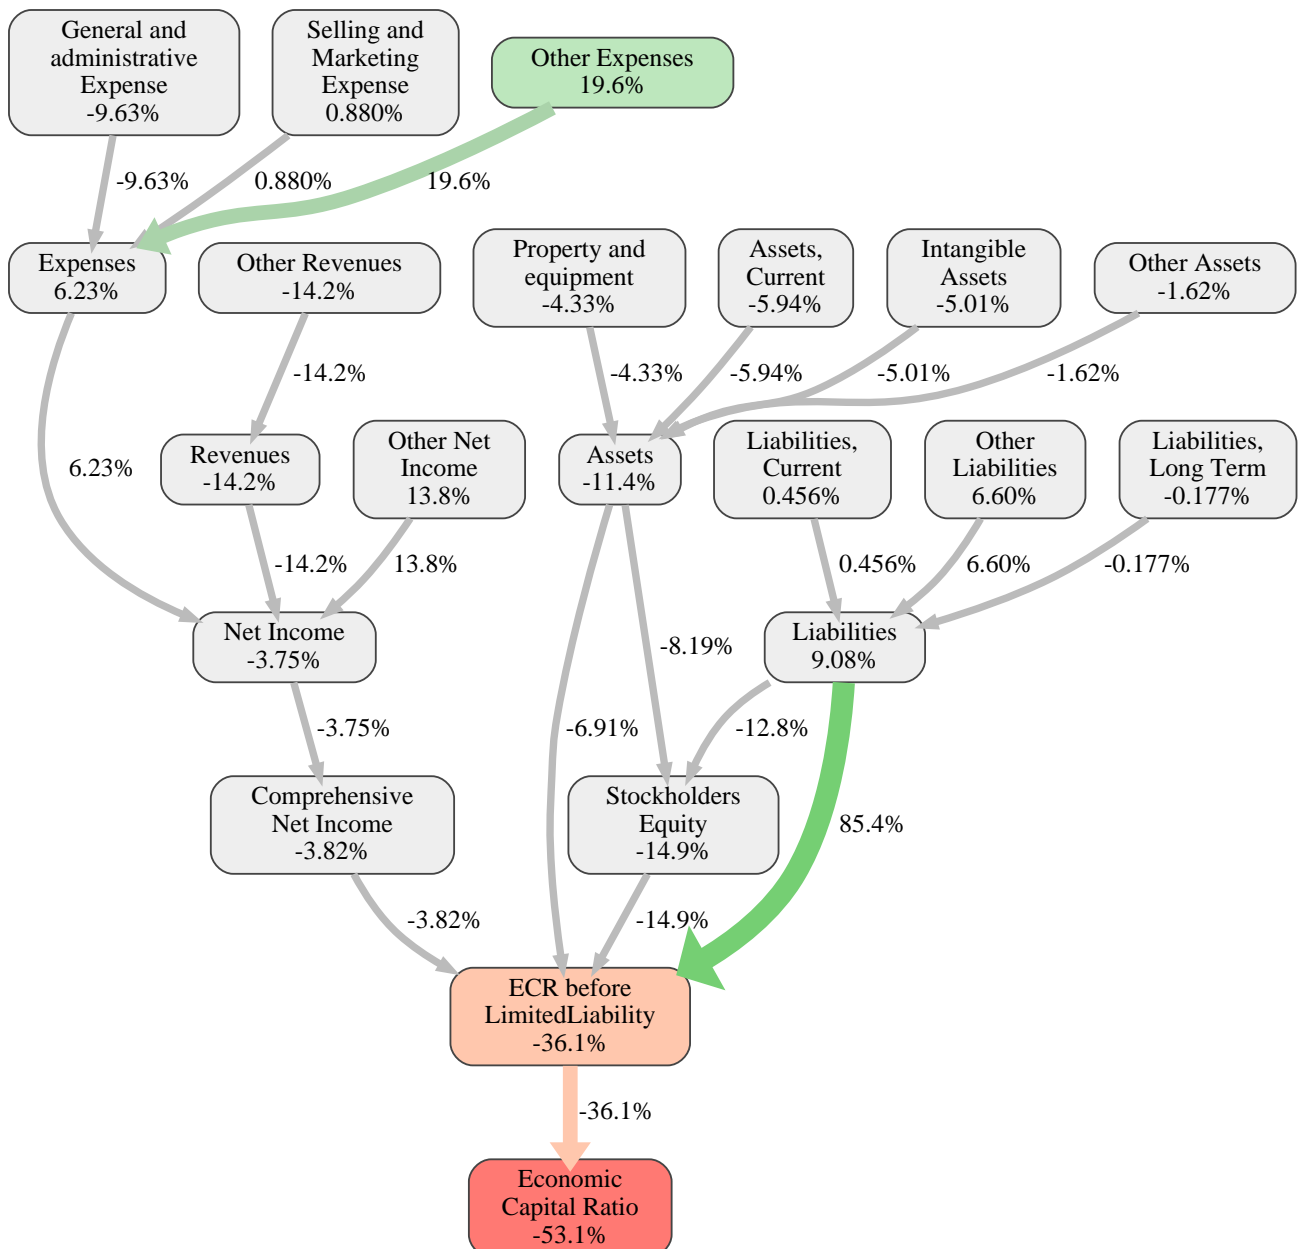 General and
administrative
Expense
-9.63%
Selling and
Marketing
Expense
0.880%
Other Expenses
19.6%
-9.63%
0.880%
19.6%
Expenses
6.23%
Other Revenues
-14.2%
Property and
equipment
-4.33%
Assets,
Current
-5.94%
Intangible
Assets
-5.01%
Other Assets
-1.62%
-14.2%
-4.33%
-5.94%
-5.01%
-1.62%
6.23%
Revenues
-14.2%
Other Net
Income
13.8%
Assets
-11.4%
Liabilities,
Current
0.456%
Other
Liabilities
6.60%
Liabilities,
Long Term
-0.177%
-14.2%
13.8%
0.456%
6.60%
-0.177%
Net Income
-3.75%
-8.19%
Liabilities
9.08%
-3.75%
-6.91%
-12.8%
Comprehensive
Net Income
-3.82%
Stockholders
Equity
-14.9%
85.4%
-3.82%
-14.9%
ECR before
LimitedLiability
-36.1%
-36.1%
Economic
Capital Ratio
-53.1%